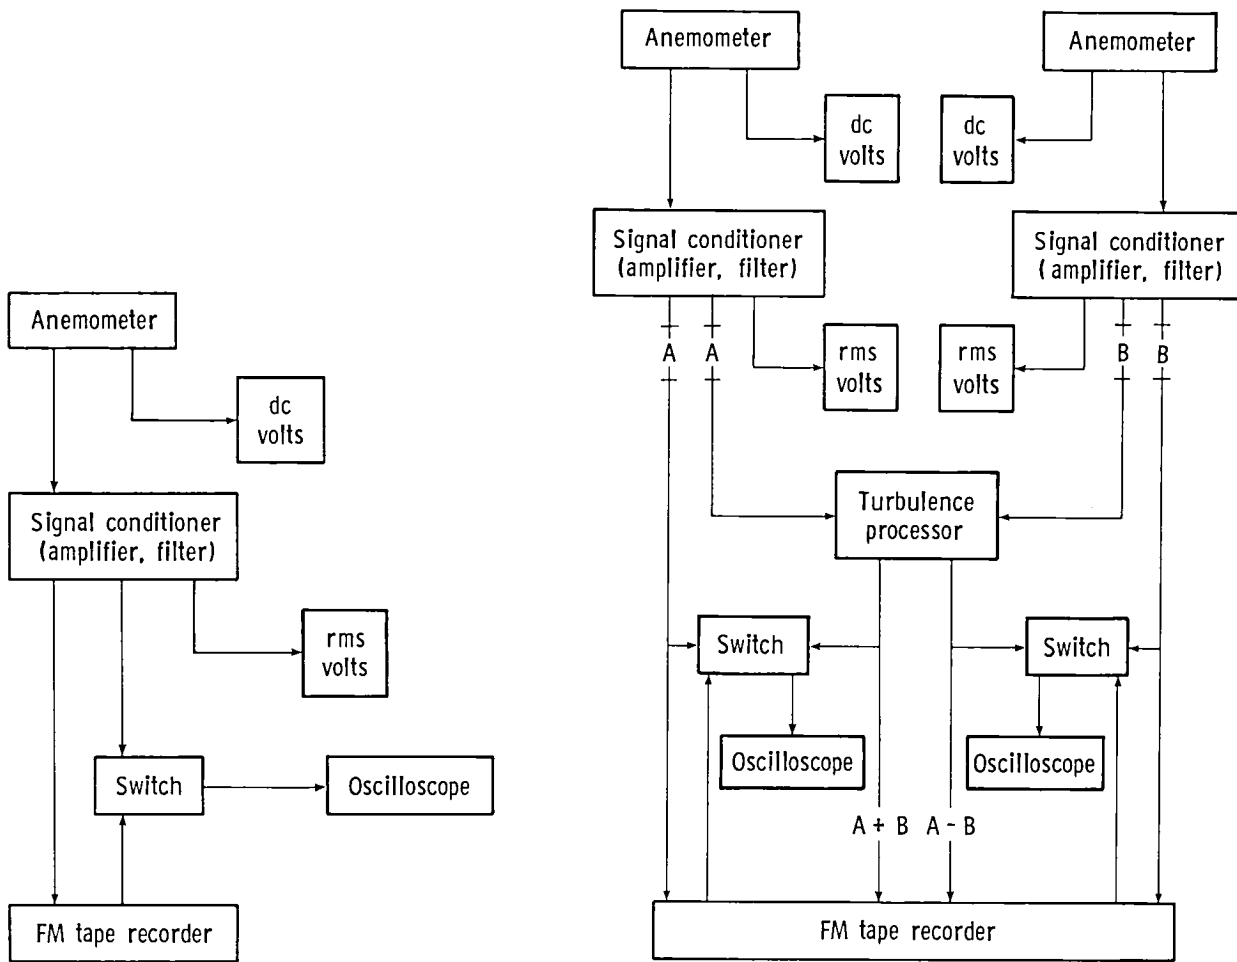 Anemometer
dc
volts
Signal conditioner
(amplifier, filter)
rms
volts
Switch
Oscilloscope
FM tape recorder
Anemometer
Anemometer
dc
volts
dc
volts
Signal conditioner
(amplifier, filter)
Signal conditioner
(amplifier, filter)
A
A
rms
volts
rms
volts
B
B
Turbulence
processor
Switch
Switch
Oscilloscope
Oscilloscope
A + B
A - B
FM tape recorder